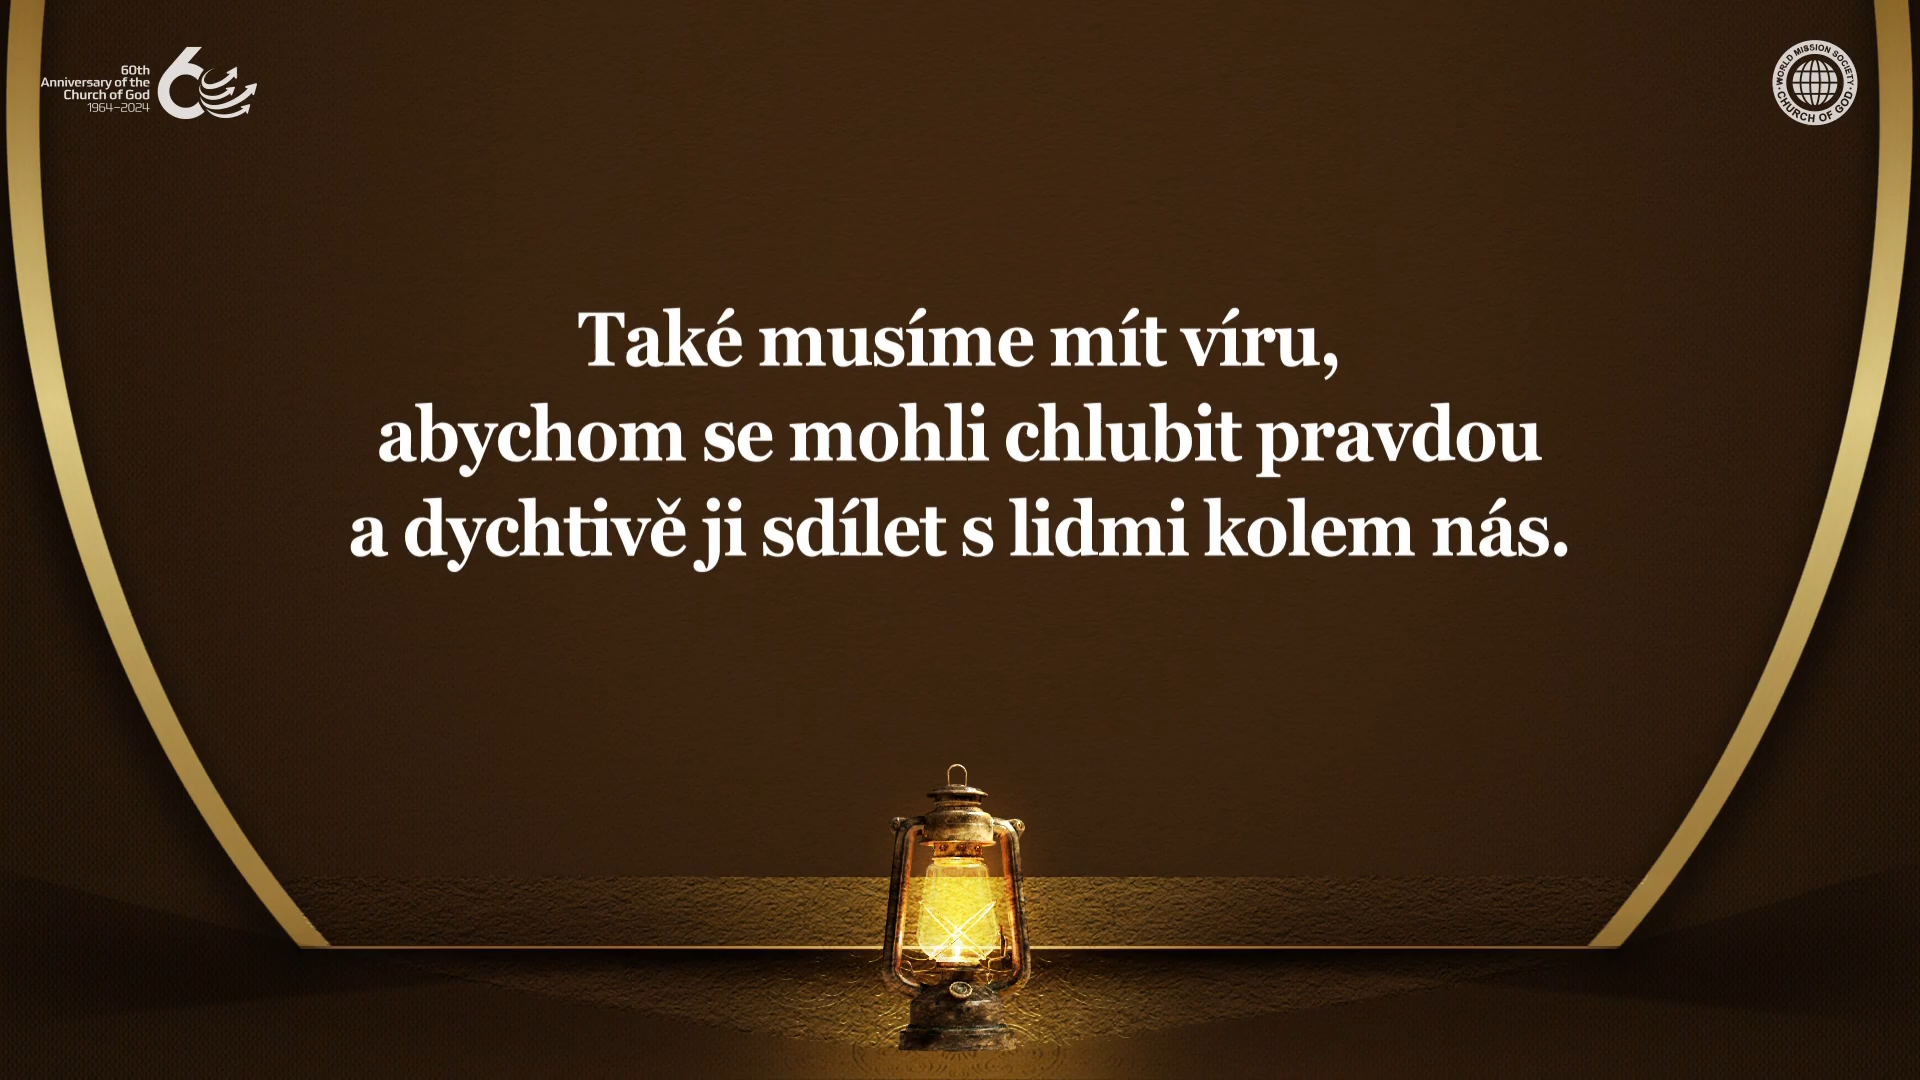 60th
Anniversary of the
Church of God
1964–2024
WORLD MISSION SOCIETY
CHURCH OF GOD
Také musíme mít víru,
abychom se mohli chlubit pravdou
a dychtivě ji sdílet s lidmi kolem nás.